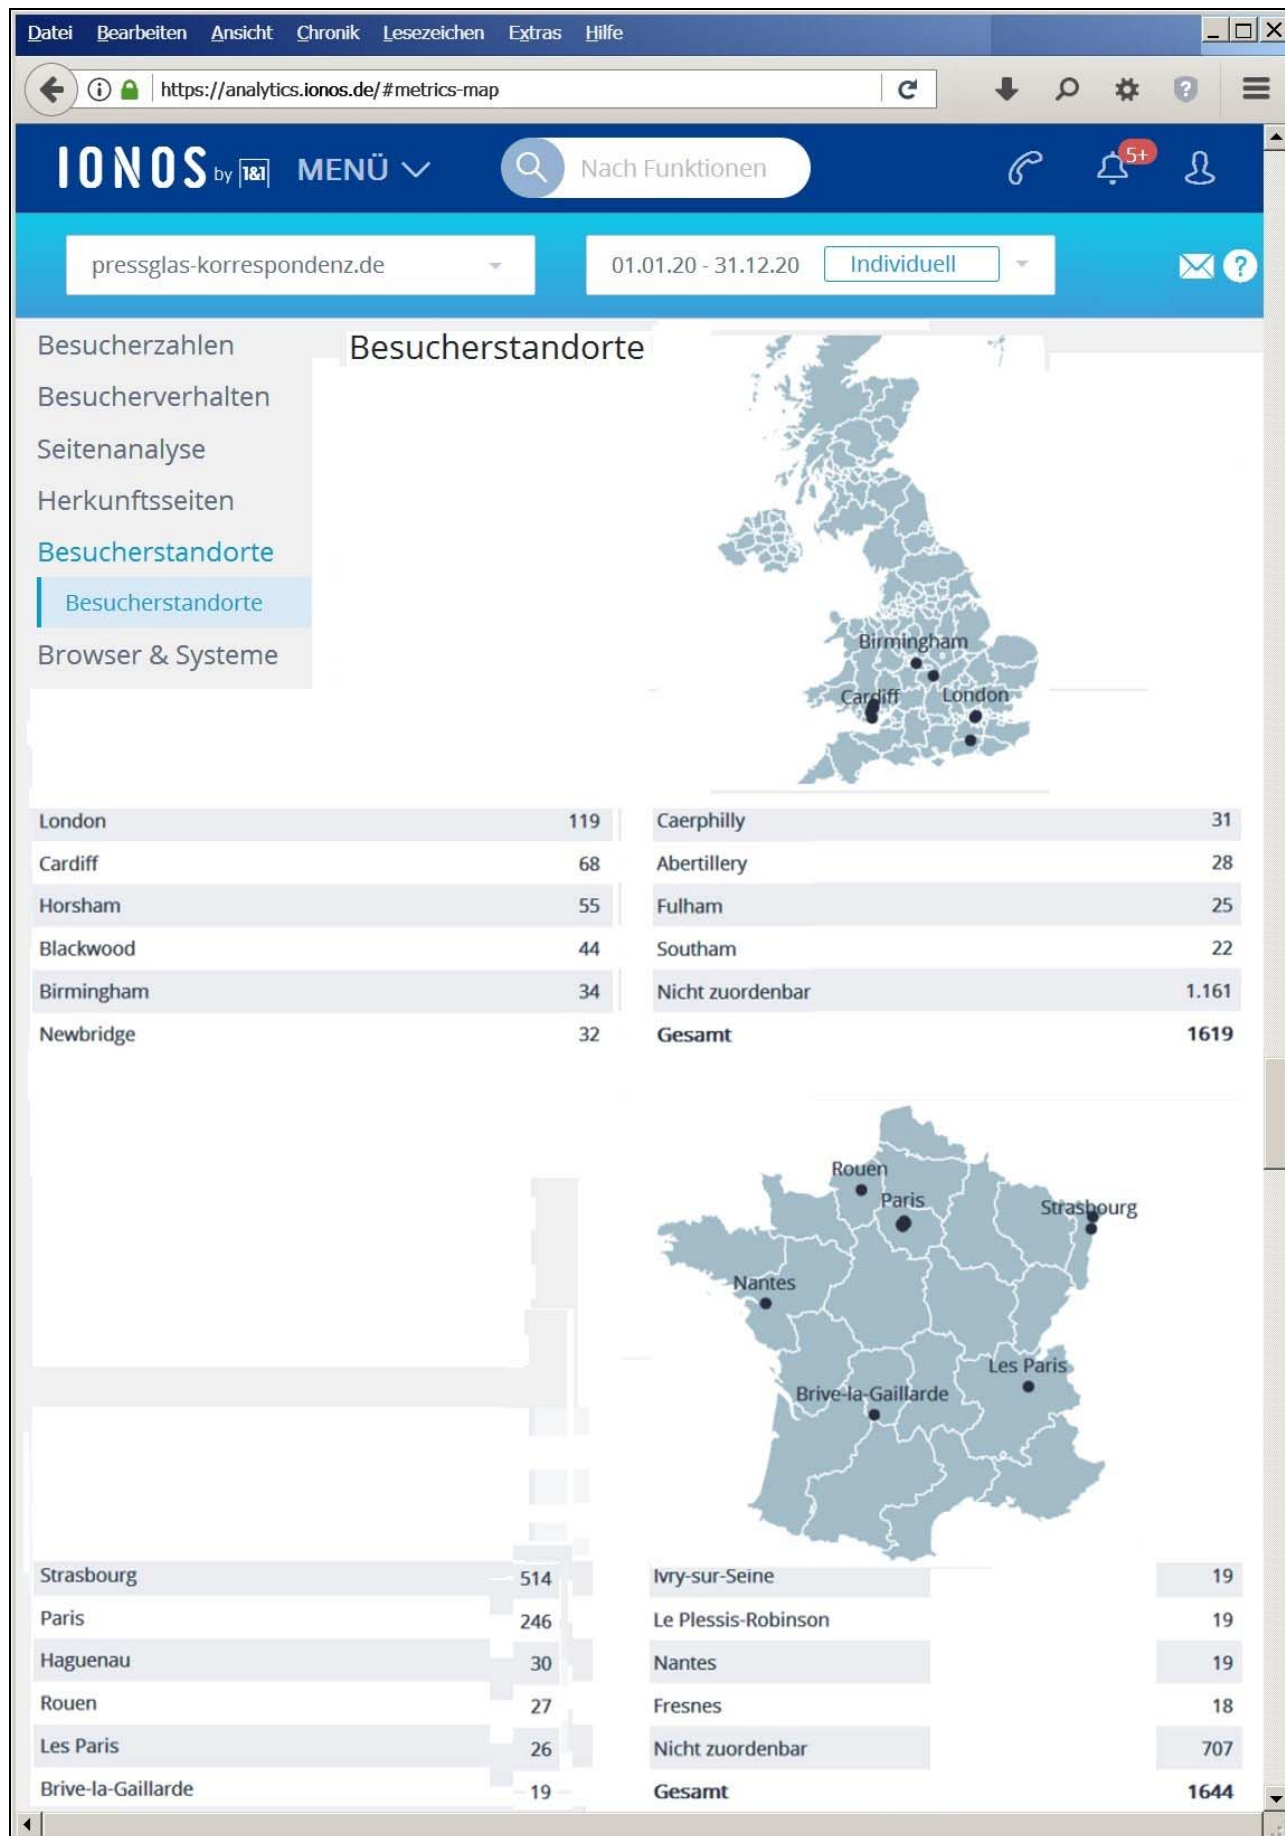 Datei Bearbeiten Ansicht Chronik Lesezeichen Extras Hilfe
https://analytics.ionos.de/#metrics-map
IONOS by 1&1 MENÜ Nach Funktionen 5+
pressglas-korrespondenz.de 01.01.20 - 31.12.20 Individuell
Besucherzahlen
Besucherverhalten
Seitenanalyse
Herkunftsseiten
Besucherstandorte
Besucherstandorte
Browser & Systeme
Besucherstandorte
Birmingham
Cardiff London
London 119 Caerphilly 31
Cardiff 68 Abertillery 28
Horsham 55 Fulham 25
Blackwood 44 Southam 22
Birmingham 34 Nicht zuordenbar 1.161
Newbridge 32 Gesamt 1619
Rouen
Paris
Strasbourg
Nantes
Les Paris
Brive-la-Gaillarde
Strasbourg 514 Ivry-sur-Seine 19
Paris 246 Le Plessis-Robinson 19
Haguenau 30 Nantes 19
Rouen 27 Fresnes 18
Les Paris 26 Nicht zuordenbar 707
Brive-la-Gaillarde 19 Gesamt 1644